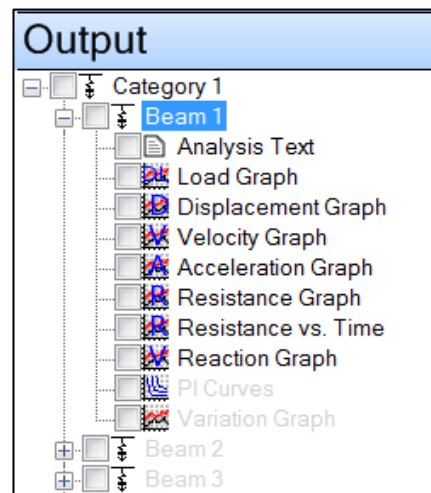 Output
Category 1
Beam 1
Analysis Text
Load Graph
Displacement Graph
Velocity Graph
Acceleration Graph
Resistance Graph
Resistance vs. Time
Reaction Graph
PI Curves
Variation Graph
Beam 2
Beam 3